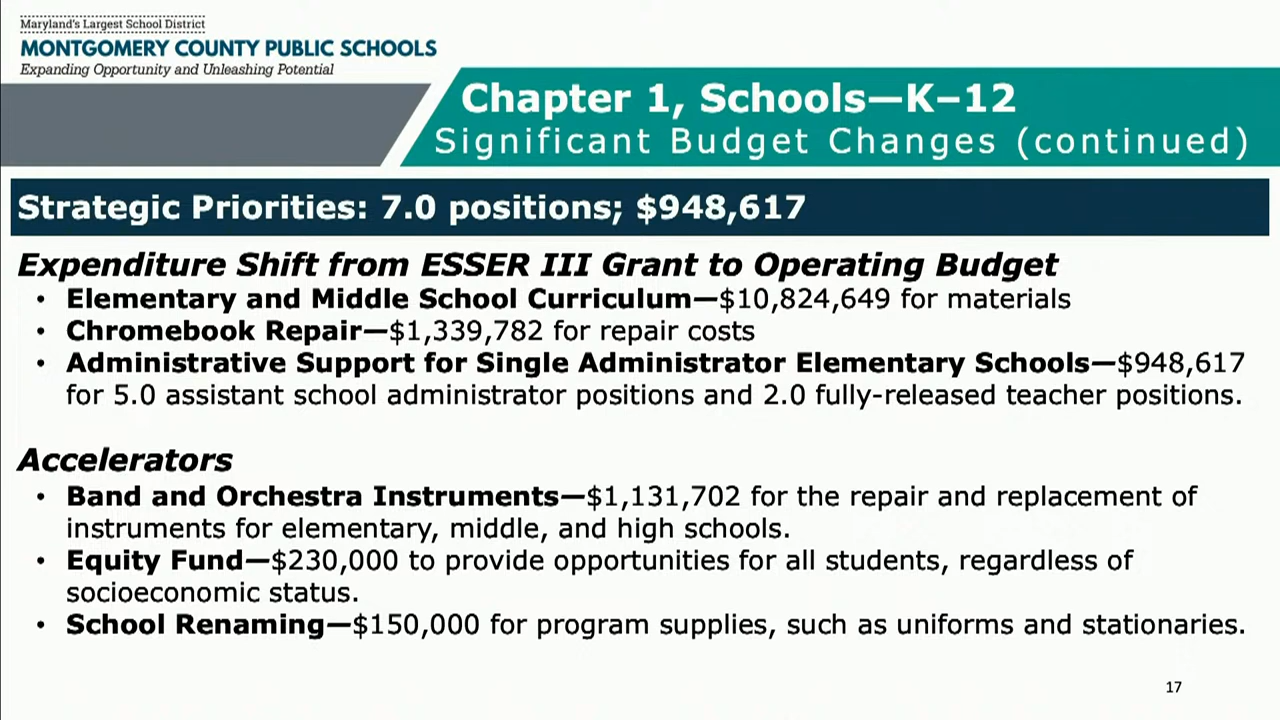 Maryland's Largest School District
MONTGOMERY COUNTY PUBLIC SCHOOLS
Expanding Opportunity and Unleashing Potential
Chapter 1, Schools—K–12
Significant Budget Changes (continued)
Strategic Priorities: 7.0 positions; $948,617
Expenditure Shift from ESSER III Grant to Operating Budget
• Elementary and Middle School Curriculum—$10,824,649 for materials
• Chromebook Repair—$1,339,782 for repair costs
• Administrative Support for Single Administrator Elementary Schools—$948,617
for 5.0 assistant school administrator positions and 2.0 fully-released teacher positions.
Accelerators
• Band and Orchestra Instruments—$1,131,702 for the repair and replacement of
instruments for elementary, middle, and high schools.
• Equity Fund—$230,000 to provide opportunities for all students, regardless of
socioeconomic status.
• School Renaming—$150,000 for program supplies, such as uniforms and stationaries.
17